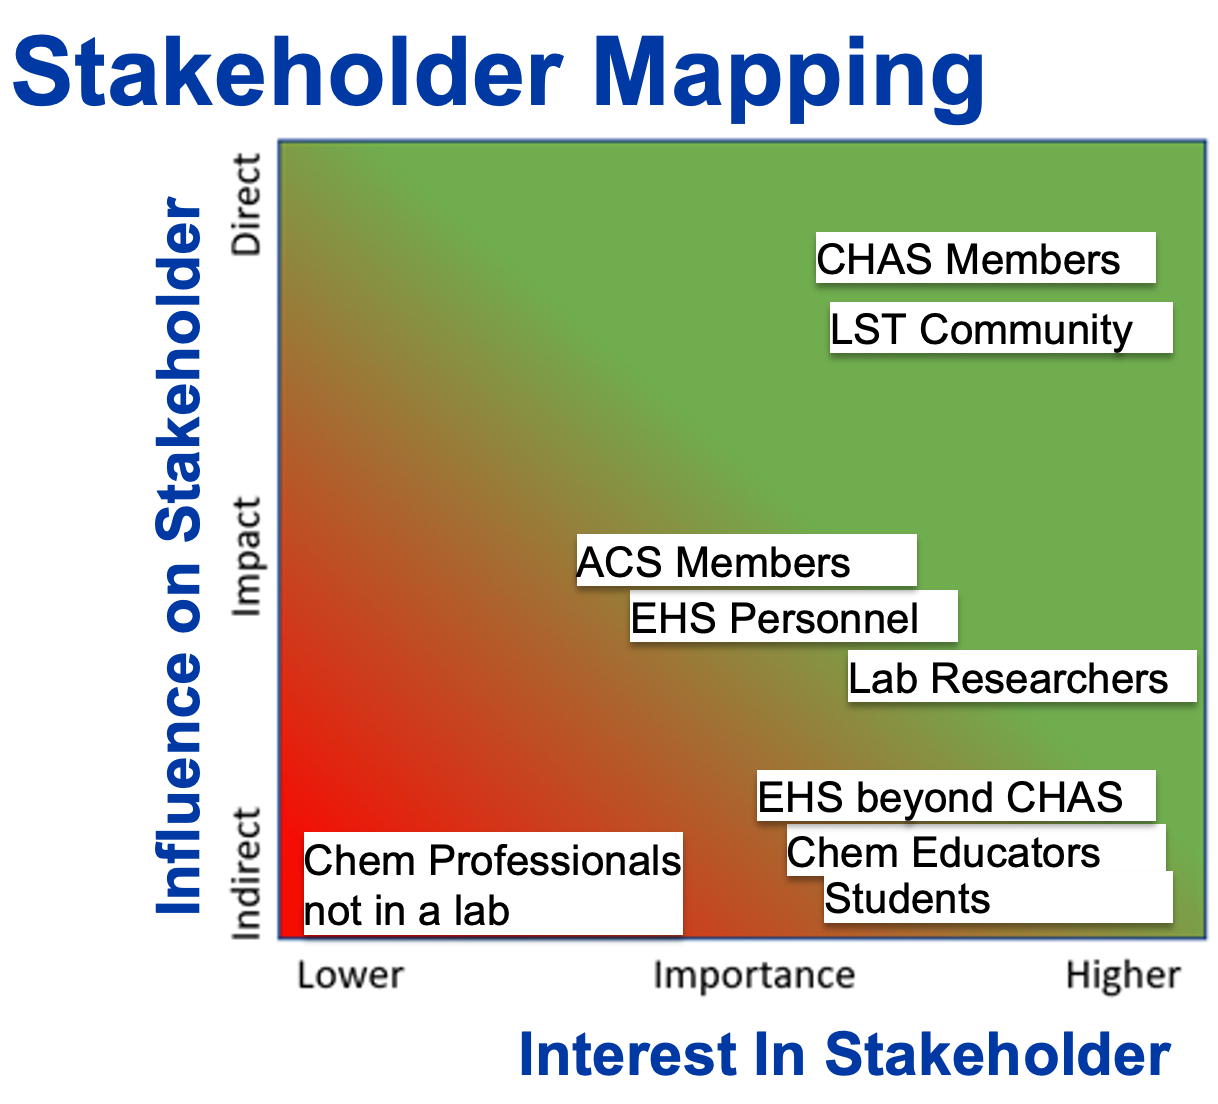 Stakeholder Mapping
Influence on Stakeholder
Direct
Impact
Indirect
CHAS Members
LST Community
ACS Members
EHS Personnel
Lab Researchers
EHS beyond CHAS
Chem Educators
Students
Chem Professionals
not in a lab
Lower
Importance
Higher
Interest In Stakeholder